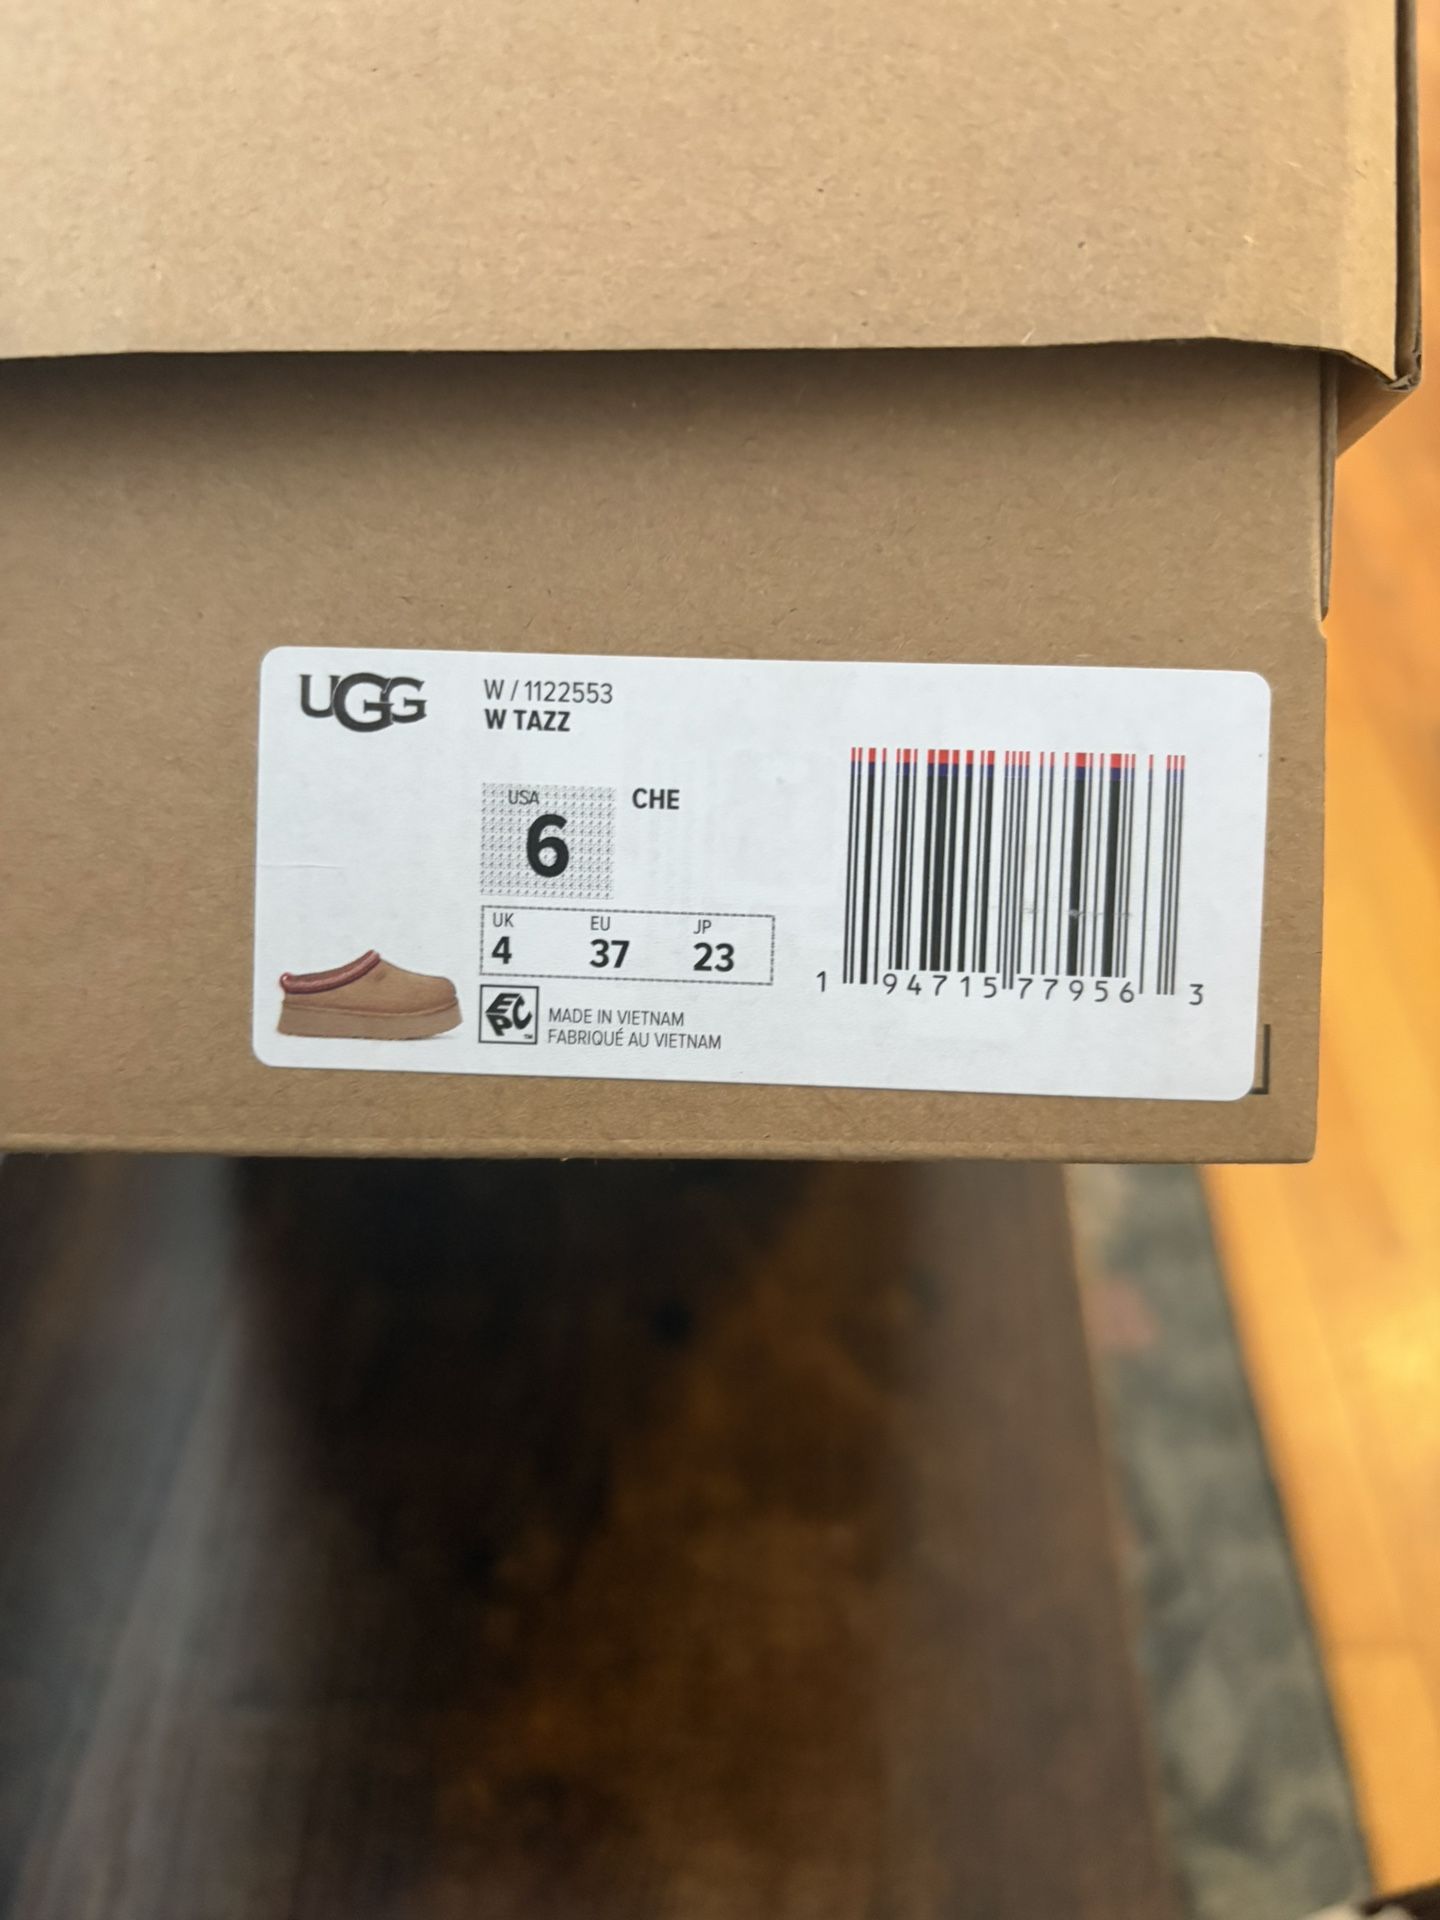 UGG
W / 1122553
W TAZZ
USA
6
CHE
UK EU JP
4 37 23
EPC™
MADE IN VIETNAM
FABRIQUÉ AU VIETNAM
1 94715 77956 3